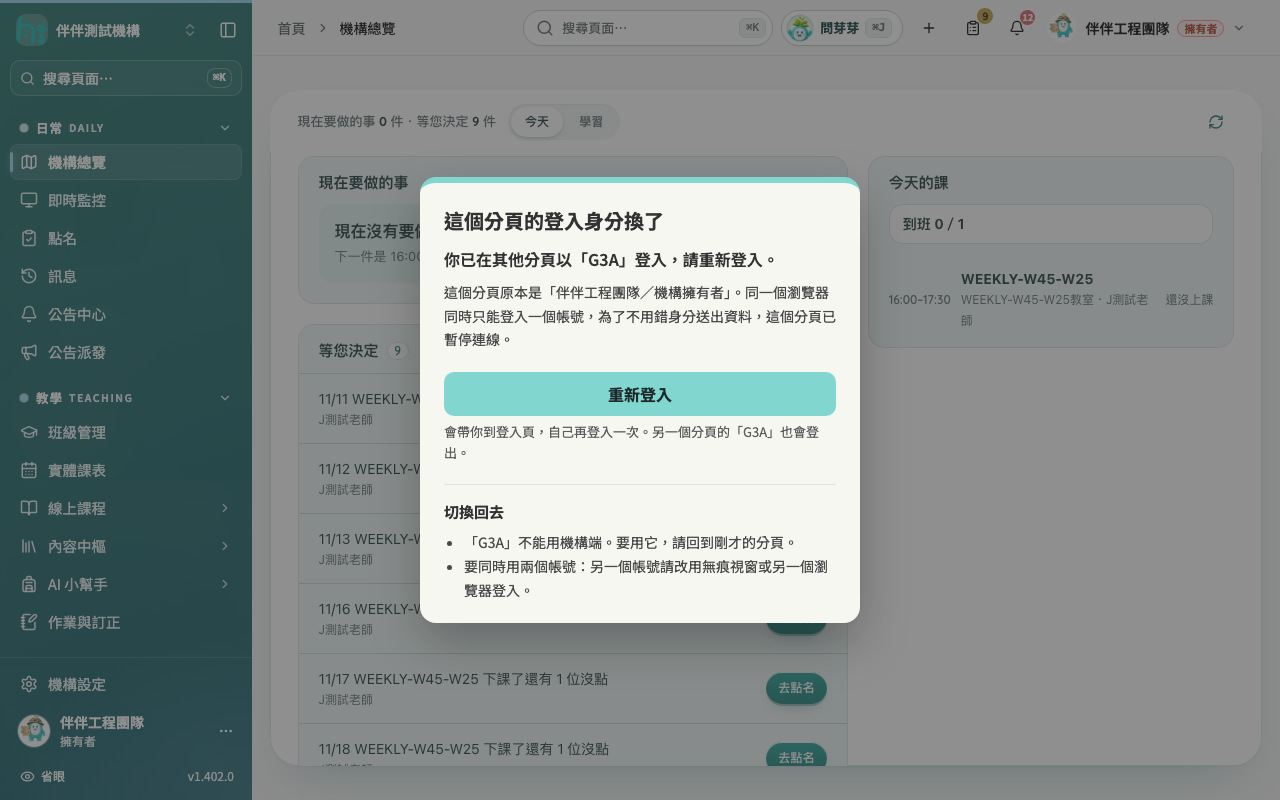 伴伴測試機構
搜尋頁面… ⌘K
日常 DAILY
機構總覽
即時監控
點名
訊息
公告中心
公告派發
教學 TEACHING
班級管理
實體課表
線上課程
內容中樞
AI 小幫手
作業與訂正
機構設定
伴伴工程團隊
擁有者
省眼 v1.402.0
首頁 > 機構總覽
搜尋頁面… ⌘K
問芽芽 ⌘J
9
12
伴伴工程團隊 擁有者
現在要做的事 0 件 · 等您決定 9 件
今天 學習
現在要做的事
現在沒有要
下一件是 16:0
等您決定 9
11/11 WEEKLY-W
J測試老師
11/12 WEEKLY-W
J測試老師
11/13 WEEKLY-W
J測試老師
11/16 WEEKLY-W
J測試老師
11/17 WEEKLY-W45-W25 下課了還有 1 位沒點
J測試老師
去點名
11/18 WEEKLY-W45-W25 下課了還有 1 位沒點
去點名
今天的課
到班 0 / 1
WEEKLY-W45-W25
16:00–17:30 WEEKLY-W45-W25教室 · J測試老師 還沒上課
這個分頁的登入身分換了
你已在其他分頁以「G3A」登入，請重新登入。
這個分頁原本是「伴伴工程團隊／機構擁有者」。同一個瀏覽器
同時只能登入一個帳號，為了不用錯身分送出資料，這個分頁已
暫停連線。
重新登入
會帶你到登入頁，自己再登入一次。另一個分頁的「G3A」也會登
出。
切換回去
• 「G3A」不能用機構端。要用它，請回到剛才的分頁。
• 要同時用兩個帳號：另一個帳號請改用無痕視窗或另一個瀏
覽器登入。